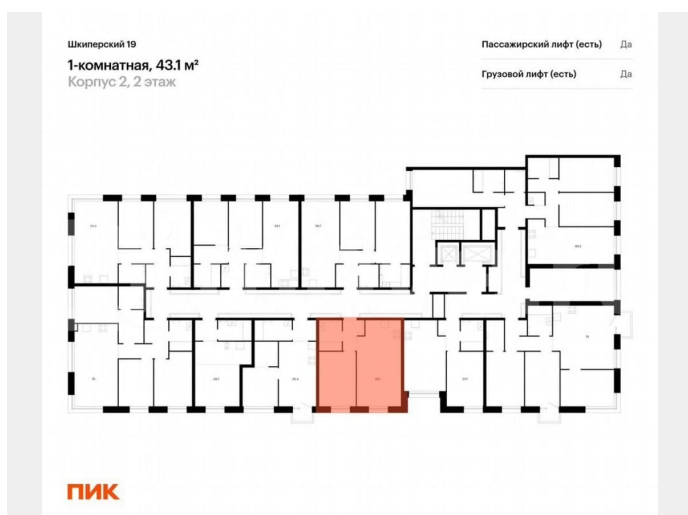 Шкиперский 19
1-комнатная, 43.1 м²
Корпус 2, 2 этаж
Пассажирский лифт (есть) Да
Грузовой лифт (есть) Да
ПИК